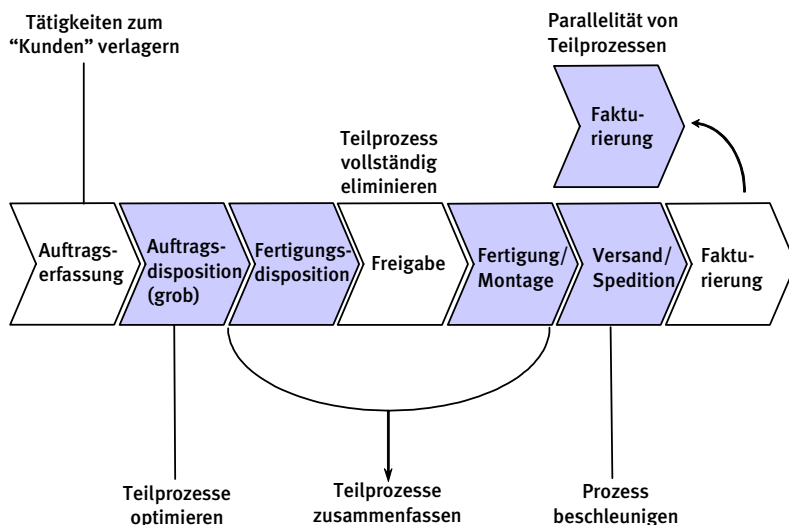 Tätigkeiten zum
“Kunden” verlagern
Parallelität von
Teilprozessen
Faktu-
rierung
Teilprozess
vollständig
eliminieren
Auftrags-
erfassung
Auftrags-
disposition
(grob)
Fertigungs-
disposition
Freigabe
Fertigung/
Montage
Versand/
Spedition
Faktu-
rierung
Teilprozesse
optimieren
Teilprozesse
zusammenfassen
Prozess
beschleunigen